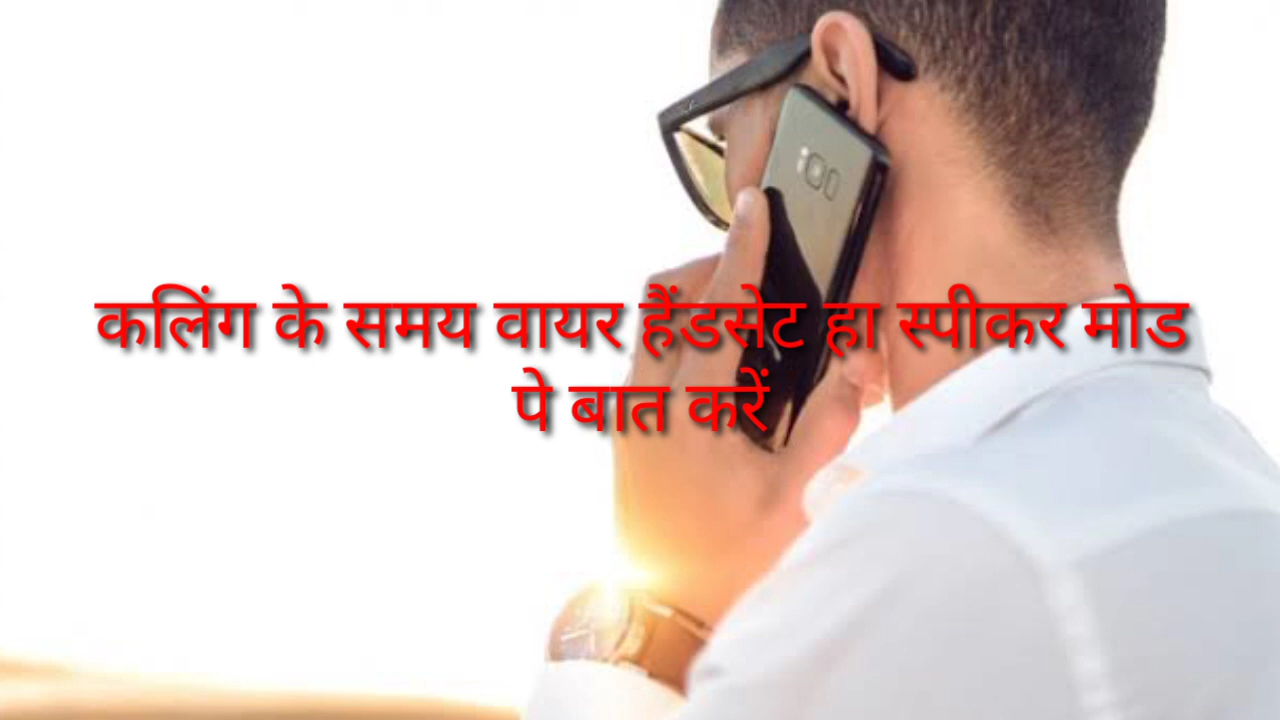 कलिंग के समय वायर हैंडसेट हा स्पीकर मोड
पे बात करें